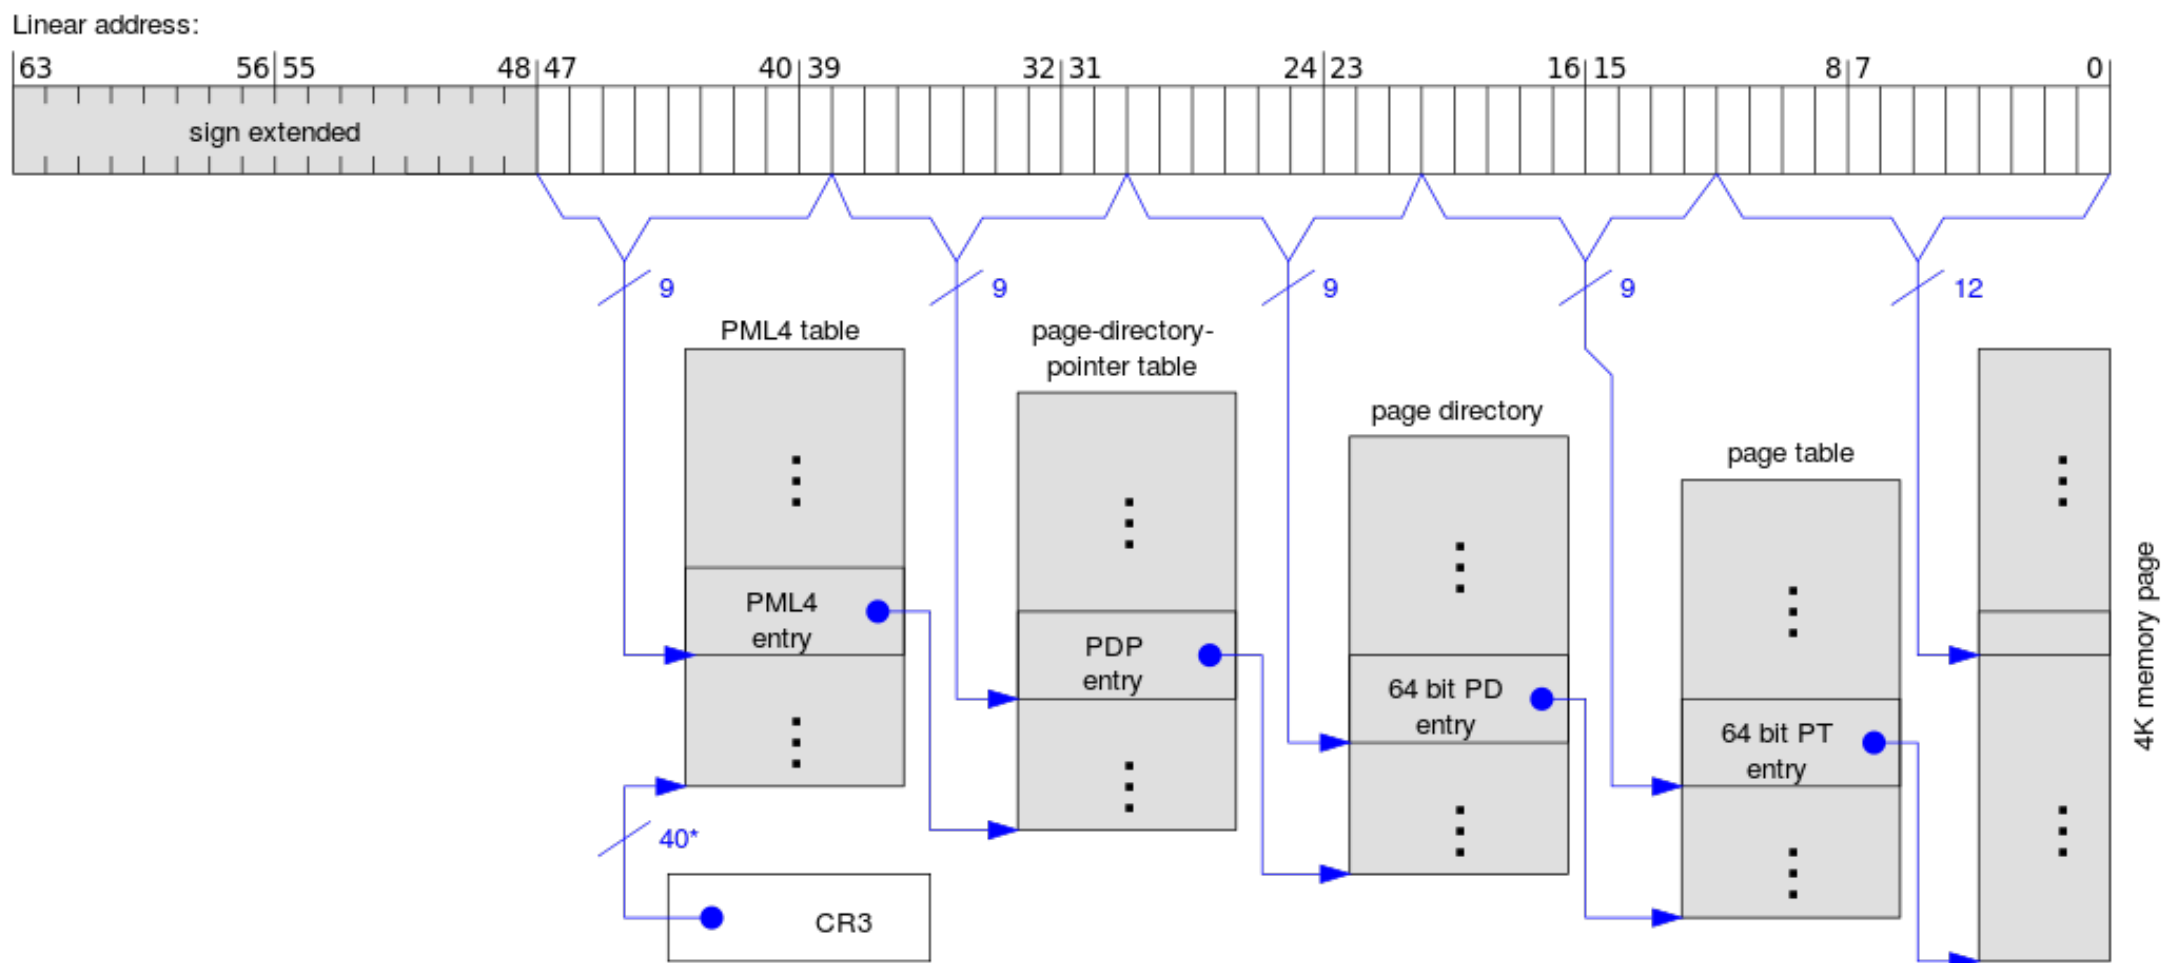 Linear address:
63 56 55 48 47 40 39 32 31 24 23 16 15 8 7 0
sign extended
9 9 9 9 12
PML4 table
page-directory-
pointer table
page directory
page table
PML4
entry
PDP
entry
64 bit PD
entry
64 bit PT
entry
4K memory page
40*
CR3